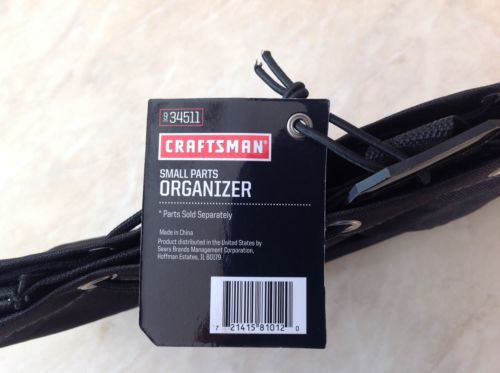 9 34511
CRAFTSMAN
SMALL PARTS
ORGANIZER
* Parts Sold Separately
Made in China
Product distributed in the United States by
Sears Brands Management Corporation,
Hoffman Estates, IL 60179
7 21415 81012 0